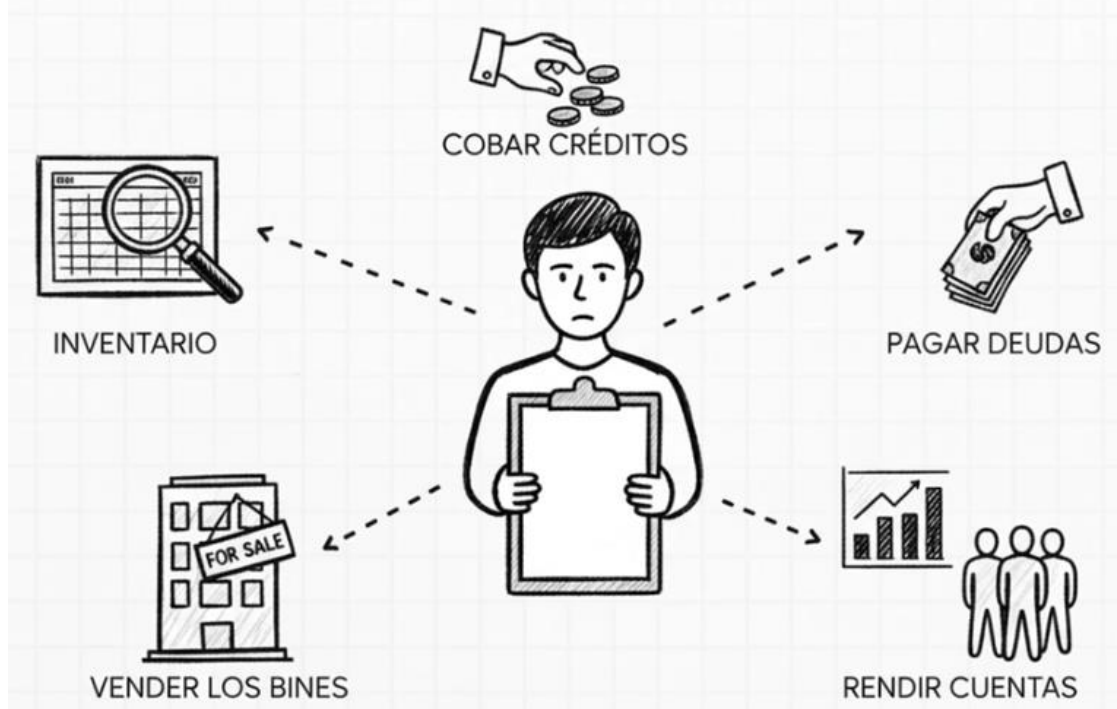 COBAR CRÉDITOS
INVENTARIO
PAGAR DEUDAS
FOR SALE
VENDER LOS BINES
RENDIR CUENTAS